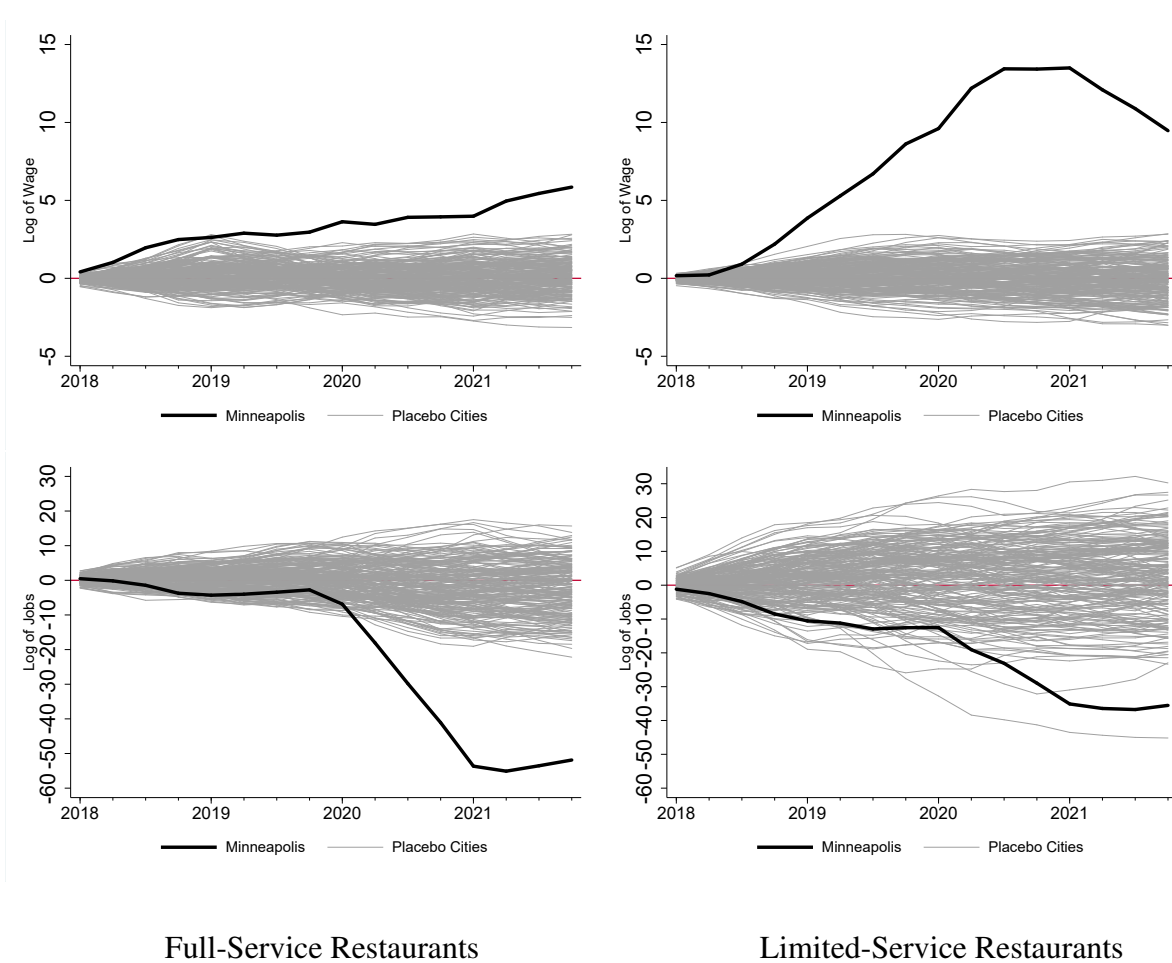 15
10
5
0
-5
Log of Wage
2018 2019 2020 2021
Minneapolis Placebo Cities
15
10
5
0
-5
Log of Wage
2018 2019 2020 2021
Minneapolis Placebo Cities
30
20
10
0
-10
-20
-30
-40
-50
-60
Log of Jobs
2018 2019 2020 2021
Minneapolis Placebo Cities
30
20
10
0
-10
-20
-30
-40
-50
-60
Log of Jobs
2018 2019 2020 2021
Minneapolis Placebo Cities
Full-Service Restaurants
Limited-Service Restaurants